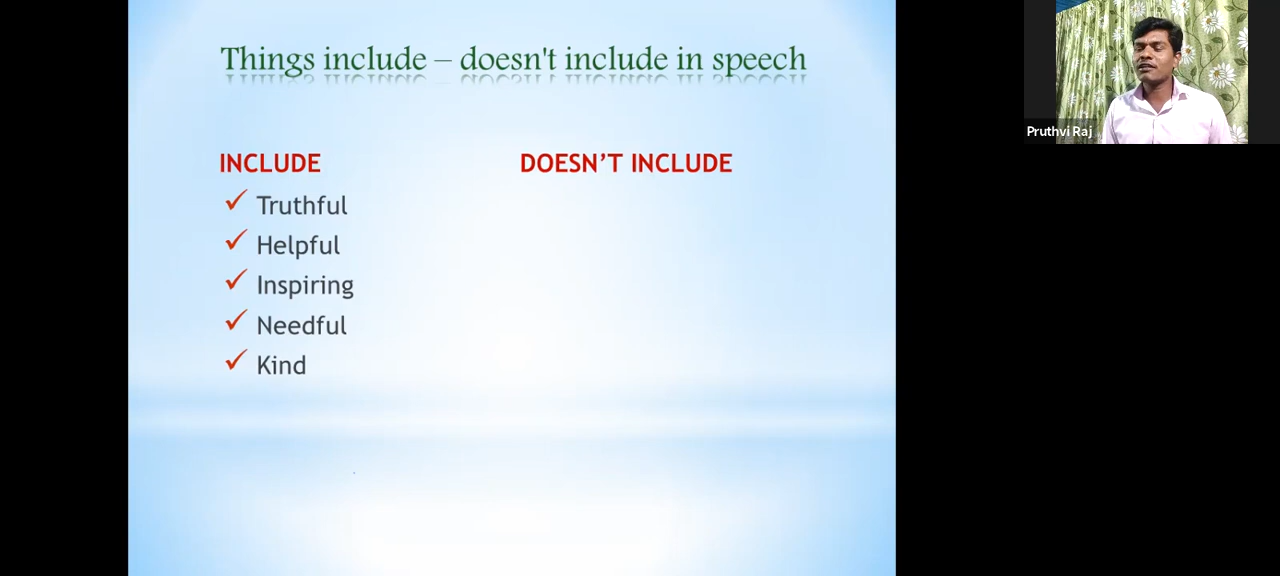 Things include – doesn't include in speech
INCLUDE
DOESN'T INCLUDE
✓ Truthful
✓ Helpful
✓ Inspiring
✓ Needful
✓ Kind
Pruthvi Raj